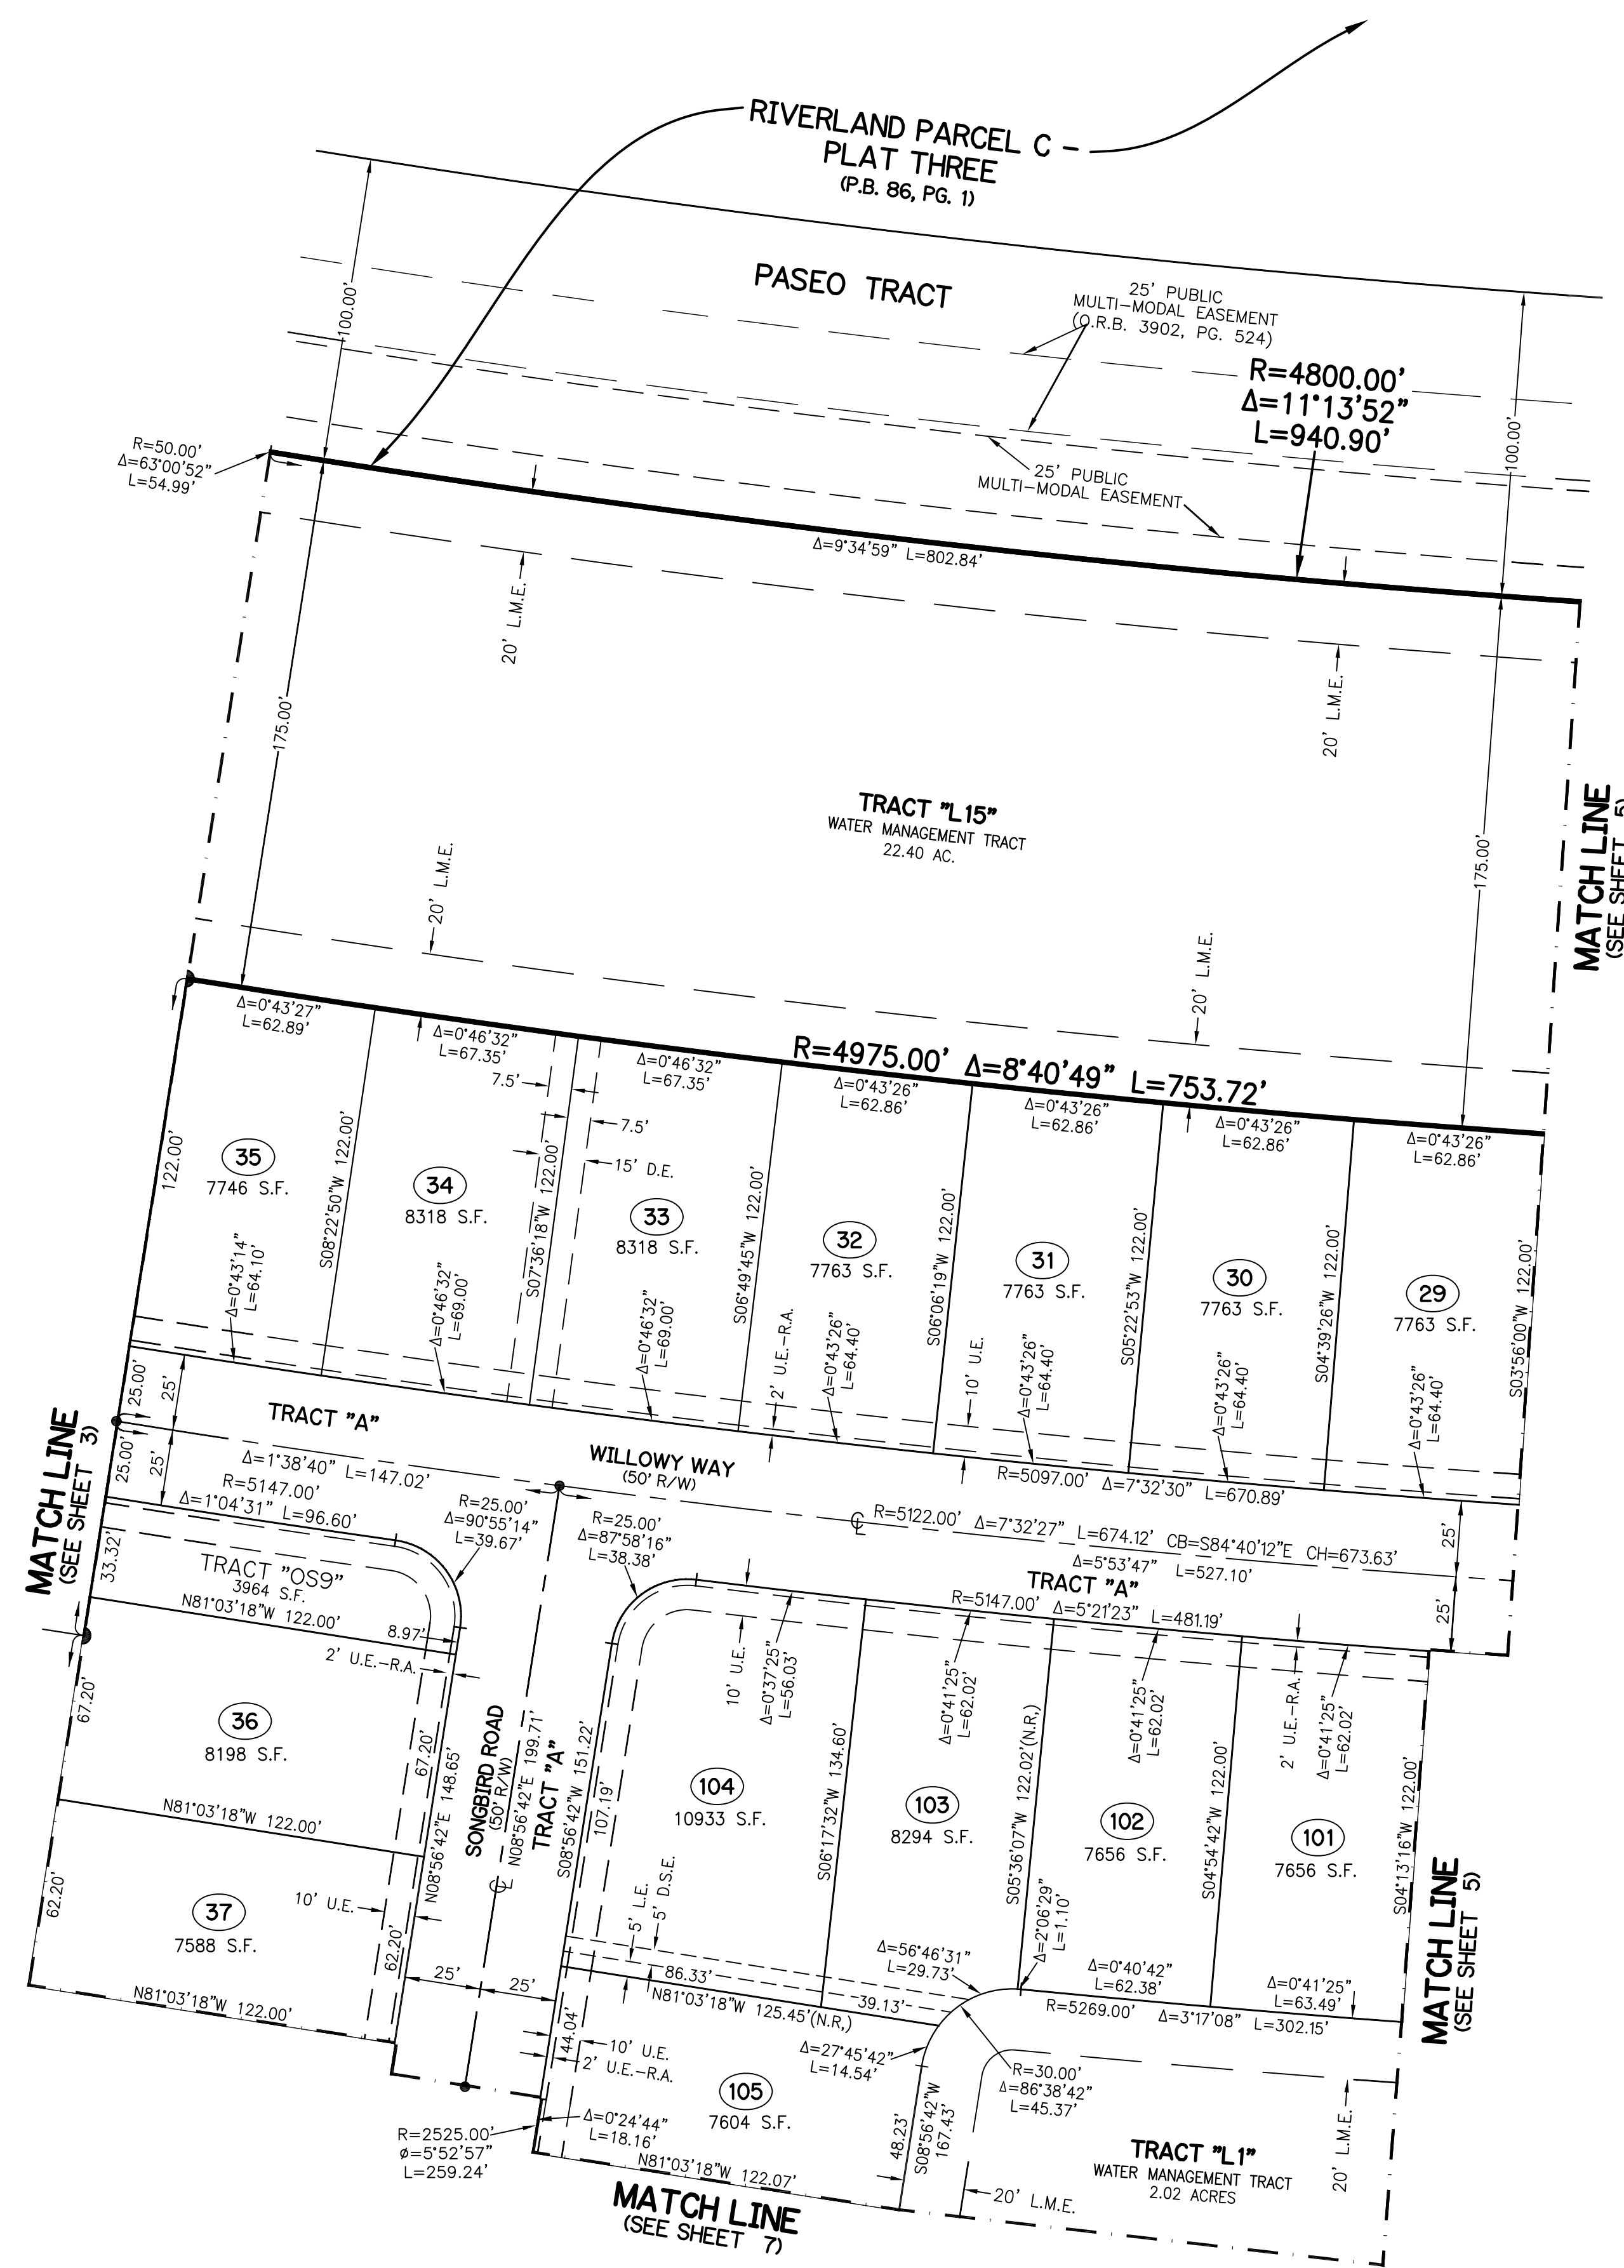 RIVERLAND PARCEL C -
PLAT THREE
(P.B. 86, PG. 1)
PASEO TRACT
25' PUBLIC
MULTI-MODAL EASEMENT
(O.R.B. 3902, PG. 524)
100.00'
100.00'
R=4800.00'
Δ=11°13'52"
L=940.90'
R=50.00'
Δ=63°00'52"
L=54.99'
25' PUBLIC
MULTI-MODAL EASEMENT
Δ=9°34'59" L=802.84'
20' L.M.E.
20' L.M.E.
175.00'
175.00'
TRACT "L15"
WATER MANAGEMENT TRACT
22.40 AC.
MATCH LINE
(SEE SHEET 5)
20' L.M.E.
20' L.M.E.
R=4975.00' Δ=8°40'49" L=753.72'
Δ=0°43'27"
L=62.89'
Δ=0°46'32"
L=67.35'
Δ=0°46'32"
L=67.35'
Δ=0°43'26"
L=62.86'
Δ=0°43'26"
L=62.86'
Δ=0°43'26"
L=62.86'
Δ=0°43'26"
L=62.86'
7.5'
7.5'
15' D.E.
122.00'
35
7746 S.F.
S08°22'50"W 122.00'
34
8318 S.F.
S07°36'18"W 122.00'
33
8318 S.F.
S06°49'45"W 122.00'
32
7763 S.F.
S06°06'19"W 122.00'
31
7763 S.F.
S05°22'53"W 122.00'
30
7763 S.F.
S04°39'26"W 122.00'
29
7763 S.F.
S03°56'00"W 122.00'
Δ=0°43'14"
L=64.10'
Δ=0°46'32"
L=69.00'
Δ=0°46'32"
L=69.00'
2' U.E.-R.A.
Δ=0°43'26"
L=64.40'
10' U.E.
Δ=0°43'26"
L=64.40'
Δ=0°43'26"
L=64.40'
Δ=0°43'26"
L=64.40'
MATCH LINE
(SEE SHEET 3)
25.00'
25'
25.00'
25'
TRACT "A"
WILLOWY WAY
(50' R/W)
R=5097.00' Δ=7°32'30" L=670.89'
Δ=1°38'40" L=147.02'
R=5147.00'
Δ=1°04'31" L=96.60'
R=25.00'
Δ=90°55'14"
L=39.67'
R=25.00'
Δ=87°58'16"
L=38.38'
R=5122.00' Δ=7°32'27" L=674.12' CB=S84°40'12"E CH=673.63'
Δ=5°53'47" L=527.10'
TRACT "A"
R=5147.00' Δ=5°21'23" L=481.19'
25'
25'
33.32'
TRACT "OS9"
3964 S.F.
N81°03'18"W 122.00'
8.97'
2' U.E.-R.A.
67.20'
36
8198 S.F.
67.20'
N81°03'18"W 122.00'
N08°56'42"E 148.65'
62.20'
37
7588 S.F.
10' U.E.
62.20'
N81°03'18"W 122.00'
SONGBIRD ROAD
(50' R/W)
N08°56'42"E 199.71'
TRACT "A"
S08°56'42"W 151.22'
107.19'
25'
25'
10' U.E.
Δ=0°37'25"
L=56.03'
104
10933 S.F.
S06°17'32"W 134.60'
Δ=0°41'25"
L=62.02'
103
8294 S.F.
S05°36'07"W 122.02'(N.R,)
Δ=0°41'25"
L=62.02'
102
7656 S.F.
S04°54'42"W 122.00'
2' U.E.-R.A.
Δ=0°41'25"
L=62.02'
101
7656 S.F.
S04°13'16"W 122.00'
MATCH LINE
(SEE SHEET 5)
5' L.E.
5' D.S.E.
86.33'
N81°03'18"W 125.45'(N.R,)
39.13'
Δ=56°46'31"
L=29.73'
Δ=2°06'29"
L=1.10'
Δ=0°40'42"
L=62.38'
Δ=0°41'25"
L=63.49'
R=5269.00' Δ=3°17'08" L=302.15'
44.04'
10' U.E.
2' U.E.-R.A.
105
7604 S.F.
Δ=27°45'42"
L=14.54'
R=30.00'
Δ=86°38'42"
L=45.37'
Δ=0°24'44"
L=18.16'
R=2525.00'
ø=5°52'57"
L=259.24'
N81°03'18"W 122.07'
48.23'
S08°56'42"W
167.43'
20' L.M.E.
TRACT "L1"
WATER MANAGEMENT TRACT
2.02 ACRES
20' L.M.E.
MATCH LINE
(SEE SHEET 7)